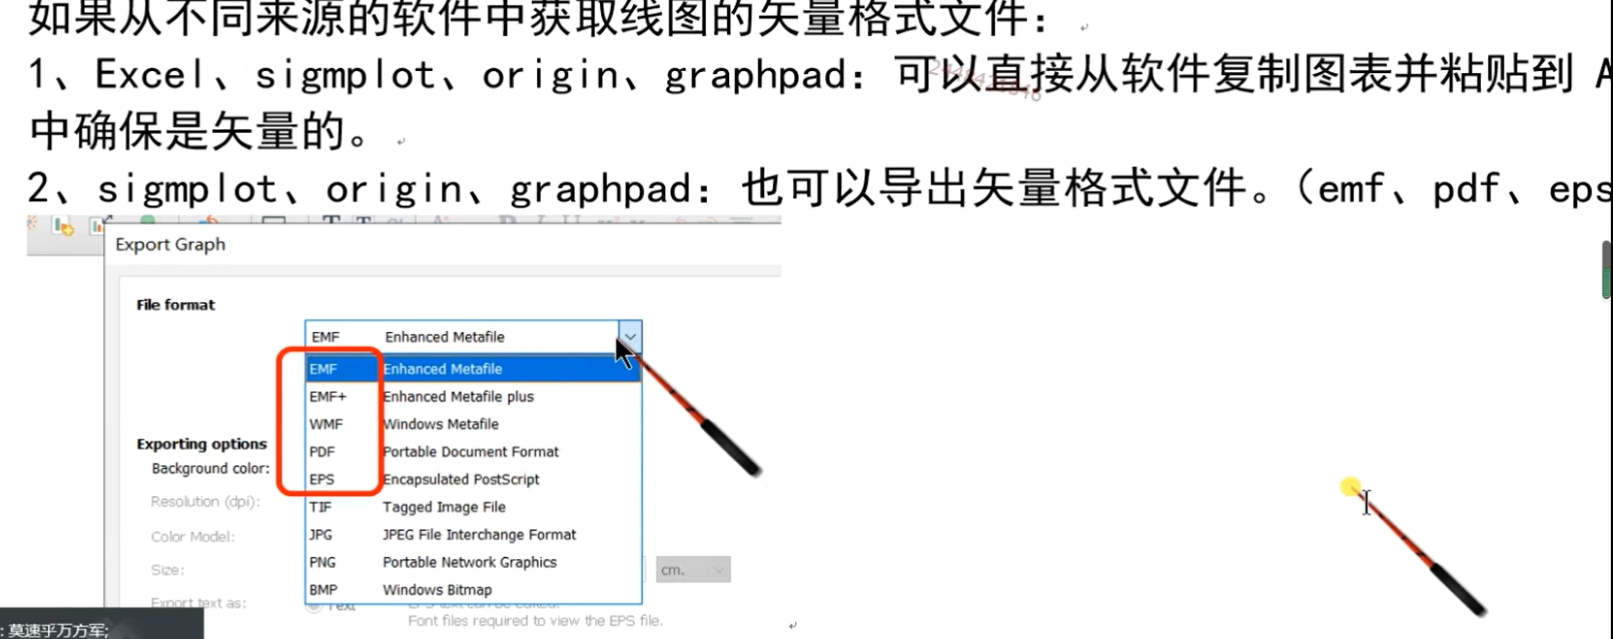 如果从不同来源的软件中获取线图的矢量格式文件：
1、Excel、sigmplot、origin、graphpad：可以直接从软件复制图表并粘贴到 A
中确保是矢量的。
2、sigmplot、origin、graphpad：也可以导出矢量格式文件。（emf、pdf、eps
Export Graph
File format
EMF Enhanced Metafile
EMF Enhanced Metafile
EMF+ Enhanced Metafile plus
WMF Windows Metafile
PDF Portable Document Format
EPS Encapsulated PostScript
TIF Tagged Image File
JPG JPEG File Interchange Format
PNG Portable Network Graphics
BMP Windows Bitmap
Exporting options
Background color:
Resolution (dpi):
Color Model:
Size:
cm.
Export text as:
Text
EPS text can be edited.
Font files required to view the EPS file.
: 莫速乎万方军;